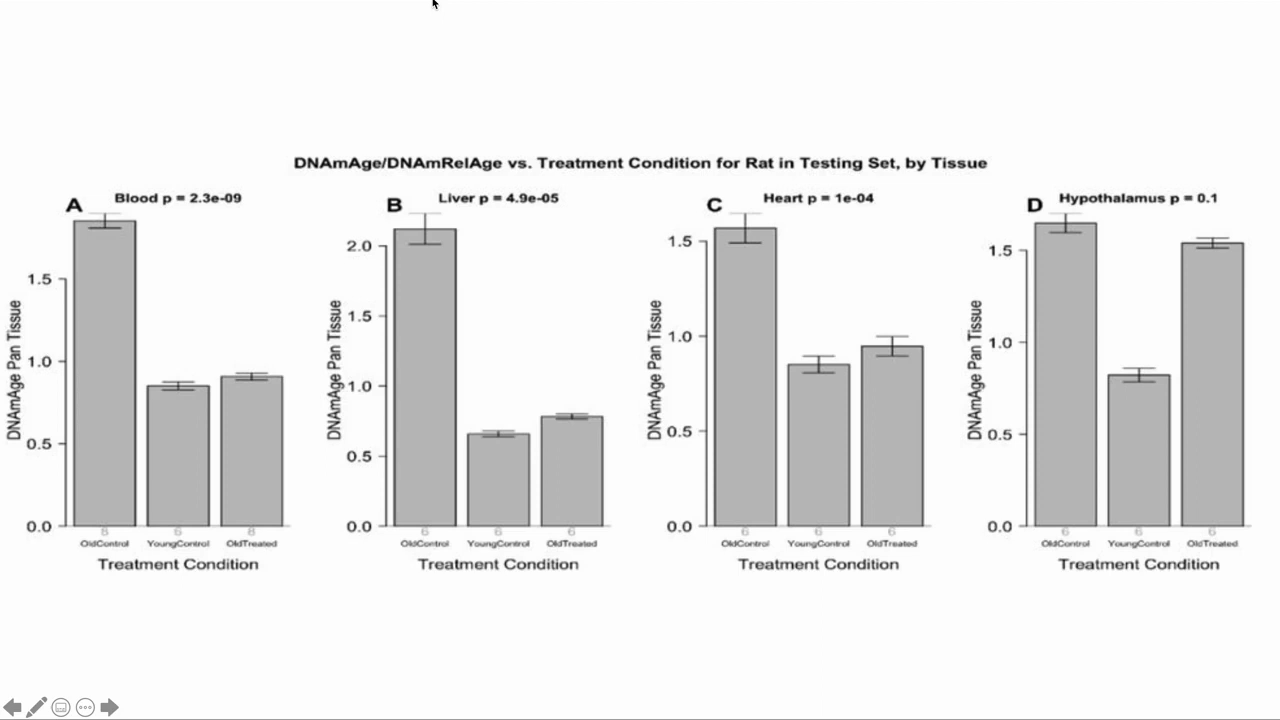 DNAmAge/DNAmRelAge vs. Treatment Condition for Rat in Testing Set, by Tissue
A
Blood p = 2.3e-09
DNAmAge Pan Tissue
1.5
1.0
0.5
0.0
8
6
8
OldControl
YoungControl
OldTreated
Treatment Condition
B
Liver p = 4.9e-05
DNAmAge Pan Tissue
2.0
1.5
1.0
0.5
0.0
6
6
6
OldControl
YoungControl
OldTreated
Treatment Condition
C
Heart p = 1e-04
DNAmAge Pan Tissue
1.5
1.0
0.5
0.0
6
6
6
OldControl
YoungControl
OldTreated
Treatment Condition
D
Hypothalamus p = 0.1
DNAmAge Pan Tissue
1.5
1.0
0.5
0.0
6
6
6
OldControl
YoungControl
OldTreated
Treatment Condition